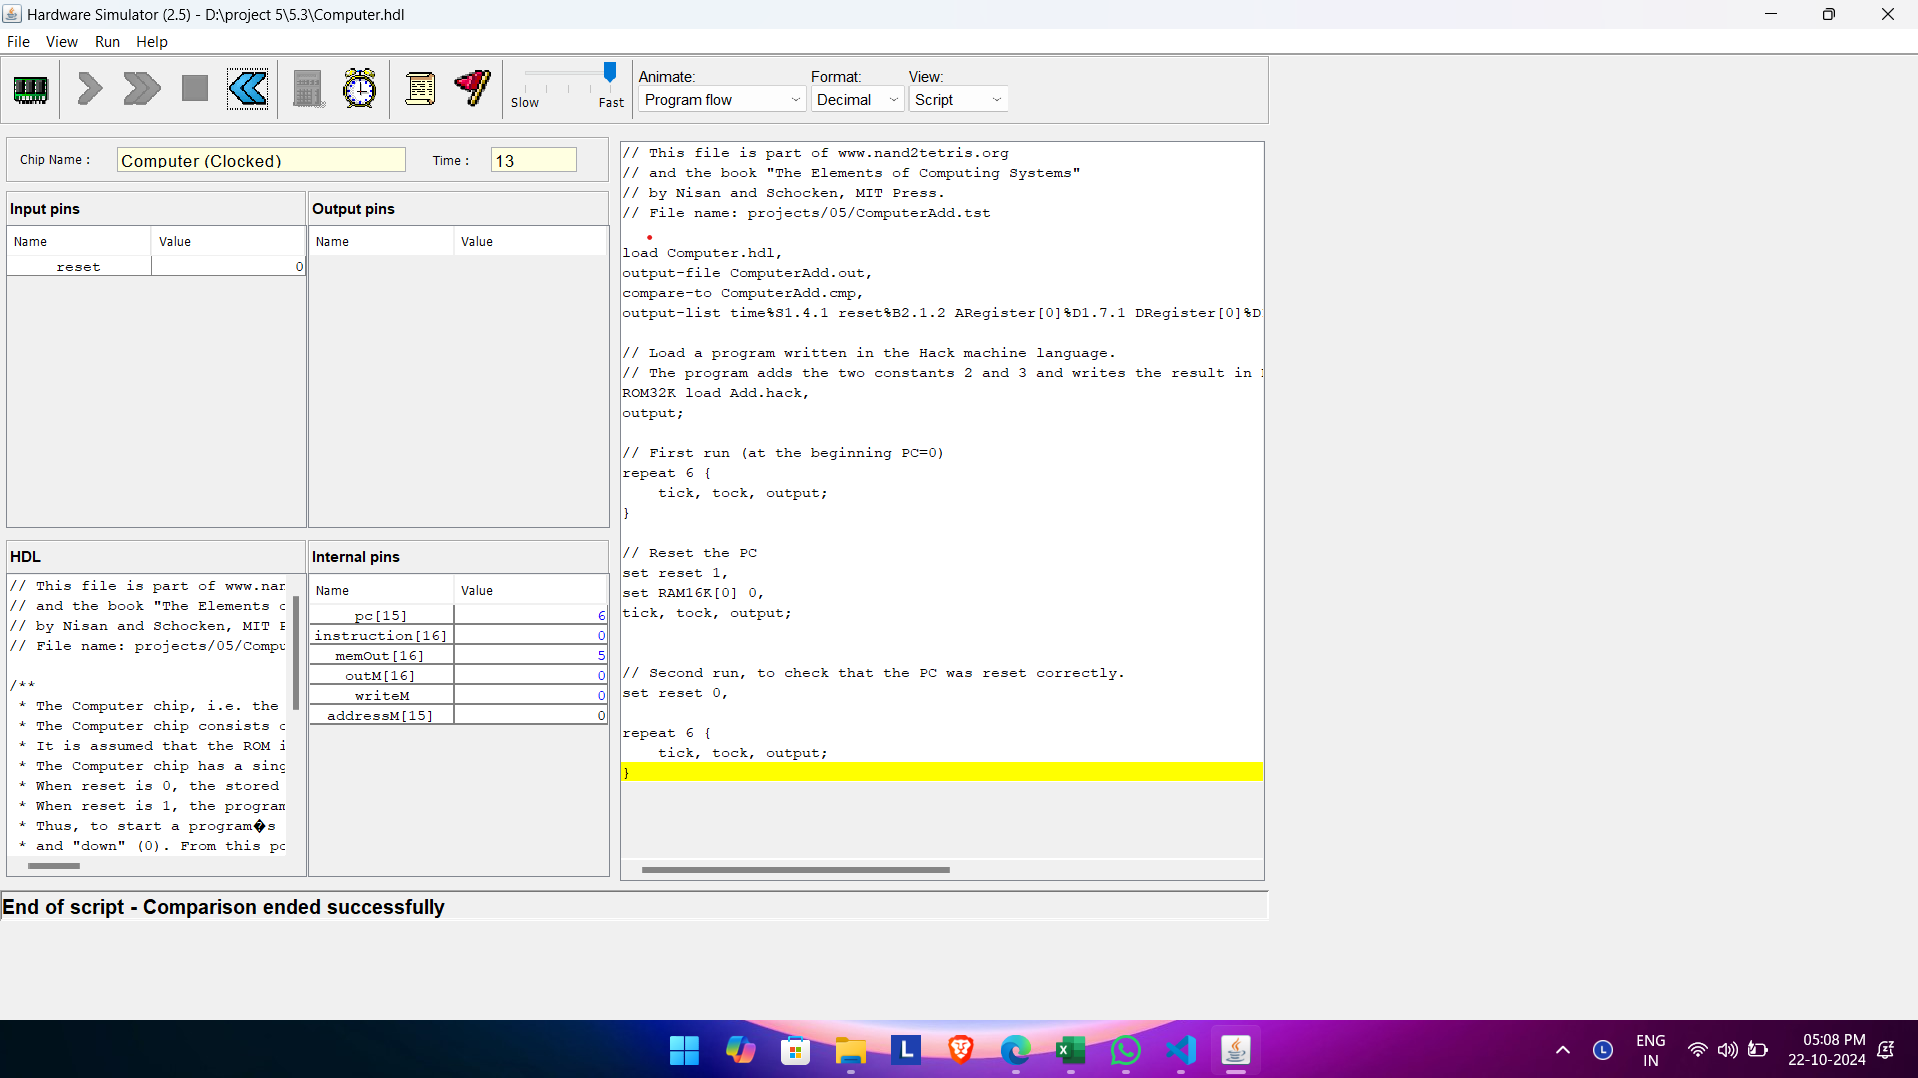 Hardware Simulator (2.5) - D:\project 5\5.3\Computer.hdl
File View Run Help
Slow Fast
Animate: Format: View:
Program flow Decimal Script
Chip Name : Computer (Clocked) Time : 13
Input pins
Name Value
reset 0
Output pins
Name Value
HDL
// This file is part of www.nan
// and the book "The Elements o
// by Nisan and Schocken, MIT P
// File name: projects/05/Compu
/**
* The Computer chip, i.e. the
* The Computer chip consists o
* It is assumed that the ROM i
* The Computer chip has a sing
* When reset is 0, the stored
* When reset is 1, the program
* Thus, to start a program�s
* and "down" (0). From this po
Internal pins
Name Value
pc[15] 6
instruction[16] 0
memOut[16] 5
outM[16] 0
writeM 0
addressM[15] 0
// This file is part of www.nand2tetris.org
// and the book "The Elements of Computing Systems"
// by Nisan and Schocken, MIT Press.
// File name: projects/05/ComputerAdd.tst
load Computer.hdl,
output-file ComputerAdd.out,
compare-to ComputerAdd.cmp,
output-list time%S1.4.1 reset%B2.1.2 ARegister[0]%D1.7.1 DRegister[0]%D
// Load a program written in the Hack machine language.
// The program adds the two constants 2 and 3 and writes the result in
ROM32K load Add.hack,
output;
// First run (at the beginning PC=0)
repeat 6 {
tick, tock, output;
}
// Reset the PC
set reset 1,
set RAM16K[0] 0,
tick, tock, output;
// Second run, to check that the PC was reset correctly.
set reset 0,
repeat 6 {
tick, tock, output;
}
End of script - Comparison ended successfully
L
L
ENG
IN
05:08 PM
22-10-2024